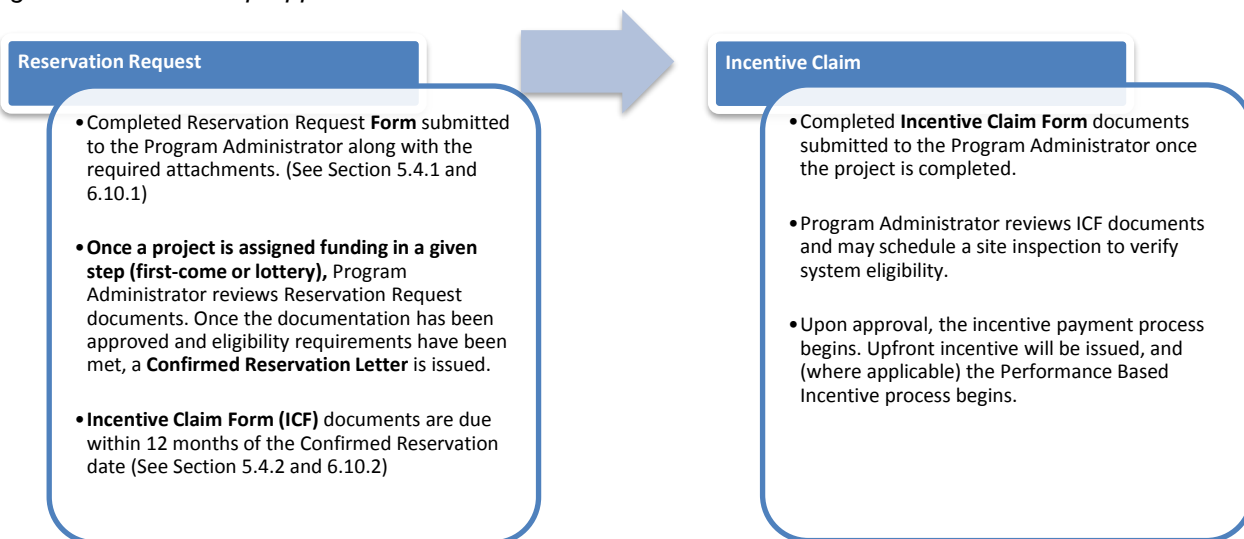 Reservation Request
•Completed Reservation Request Form submitted
to the Program Administrator along with the
required attachments. (See Section 5.4.1 and
6.10.1)
•Once a project is assigned funding in a given
step (first-come or lottery), Program
Administrator reviews Reservation Request
documents. Once the documentation has been
approved and eligibility requirements have been
met, a Confirmed Reservation Letter is issued.
•Incentive Claim Form (ICF) documents are due
within 12 months of the Confirmed Reservation
date (See Section 5.4.2 and 6.10.2)
Incentive Claim
•Completed Incentive Claim Form documents
submitted to the Program Administrator once
the project is completed.
•Program Administrator reviews ICF documents
and may schedule a site inspection to verify
system eligibility.
•Upon approval, the incentive payment process
begins. Upfront incentive will be issued, and
(where applicable) the Performance Based
Incentive process begins.